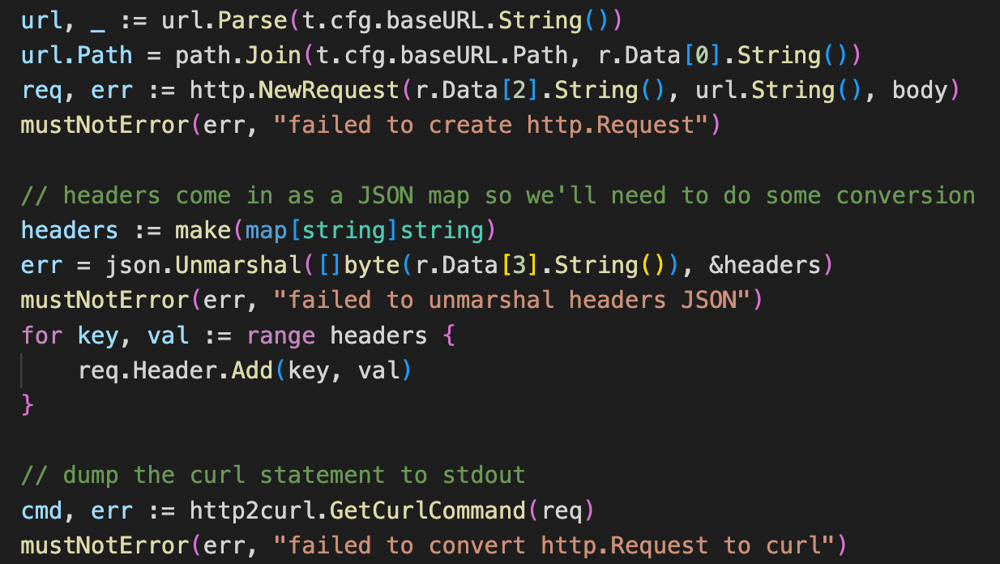 url, _ := url.Parse(t.cfg.baseURL.String())
url.Path = path.Join(t.cfg.baseURL.Path, r.Data[0].String())
req, err := http.NewRequest(r.Data[2].String(), url.String(), body)
mustNotError(err, "failed to create http.Request")

// headers come in as a JSON map so we'll need to do some conversion
headers := make(map[string]string)
err = json.Unmarshal([]byte(r.Data[3].String()), &headers)
mustNotError(err, "failed to unmarshal headers JSON")
for key, val := range headers {
    req.Header.Add(key, val)
}

// dump the curl statement to stdout
cmd, err := http2curl.GetCurlCommand(req)
mustNotError(err, "failed to convert http.Request to curl")